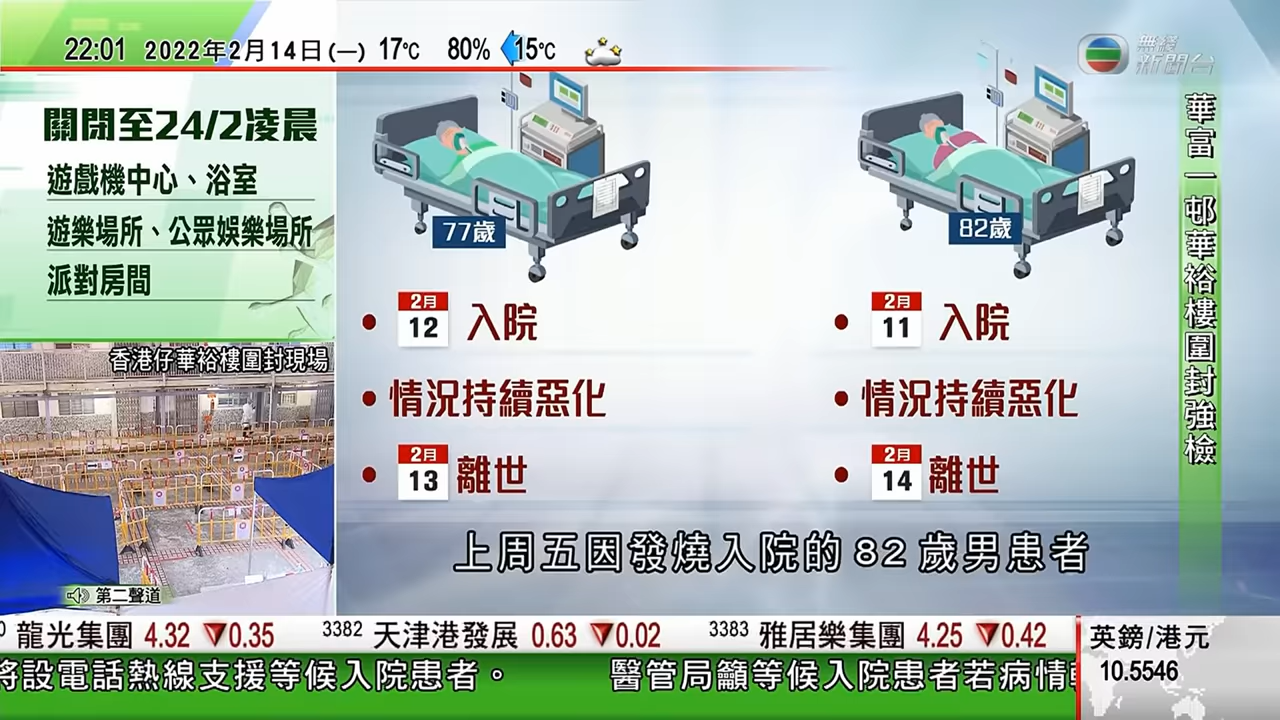 22:01 2022年2月14日(一) 17℃ 80% 15℃
無綫
新聞台
關閉至24/2凌晨
遊戲機中心、浴室
遊樂場所、公眾娛樂場所
派對房間
香港仔華裕樓圍封現場
第二聲道
77歲
2月
12 入院
情況持續惡化
2月
13 離世
82歲
2月
11 入院
情況持續惡化
2月
14 離世
上周五因發燒入院的82歲男患者
華富一邨華裕樓圍封強檢
龍光集團 4.32 ▼0.35 3382 天津港發展 0.63 ▼0.02 3383 雅居樂集團 4.25 ▼0.42
英鎊/港元
10.5546
將設電話熱線支援等候入院患者。 醫管局籲等候入院患者若病情